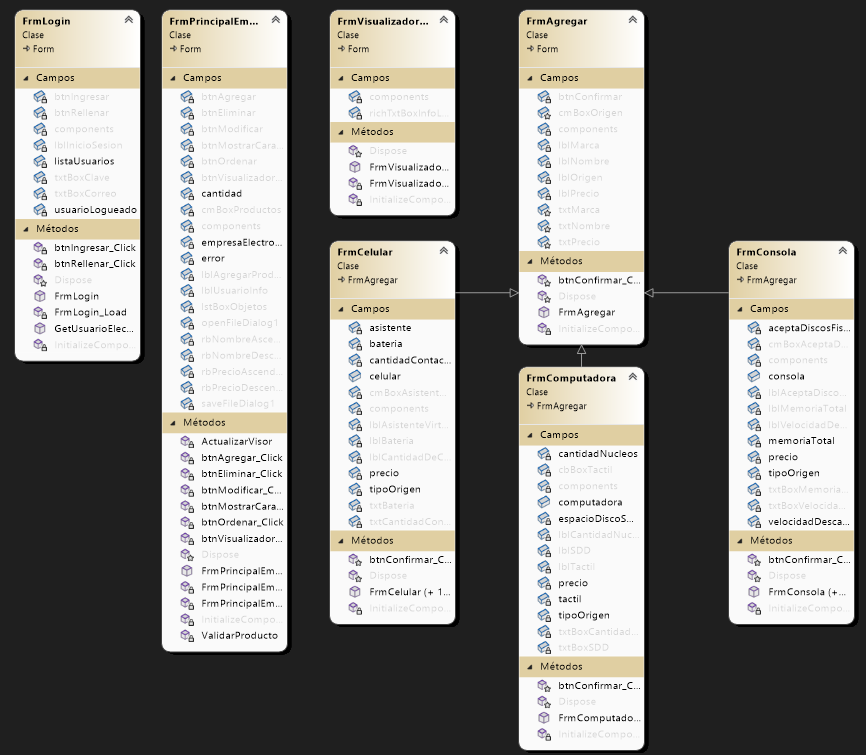 FrmLogin
Clase
Form
Campos
btnIngresar
btnRellenar
components
lblInicioSesion
listaUsuarios
txtBoxClave
txtBoxCorreo
usuarioLogueado
Métodos
btnIngresar_Click
btnRellenar_Click
Dispose
FrmLogin
FrmLogin_Load
GetUsuarioElec...
InitializeCompo...
FrmPrincipalEm...
Clase
Form
Campos
btnAgregar
btnEliminar
btnModificar
btnMostrarCara...
btnOrdenar
btnVisualizador...
cantidad
cmBoxProductos
components
empresaElectro...
error
lblAgregarProd...
lblUsuarioInfo
lstBoxObjetos
openFileDialog1
rbNombreAsce...
rbNombreDesc...
rbPrecioAscend...
rbPrecioDescen...
saveFileDialog1
Métodos
ActualizarVisor
btnAgregar_Click
btnEliminar_Click
btnModificar_C...
btnMostrarCara...
btnOrdenar_Click
btnVisualizador...
Dispose
FrmPrincipalEm...
FrmPrincipalEm...
FrmPrincipalEm...
InitializeCompo...
ValidarProducto
FrmVisualizador...
Clase
Form
Campos
components
richTxtBoxInfoL...
Métodos
Dispose
FrmVisualizado...
FrmVisualizado...
InitializeCompo...
FrmCelular
Clase
FrmAgregar
Campos
asistente
bateria
cantidadContac...
celular
cmBoxAsistent...
components
lblAsistenteVirt...
lblBateria
lblCantidadDeC...
precio
tipoOrigen
txtBateria
txtCantidadCon...
Métodos
btnConfirmar_C...
Dispose
FrmCelular (+ 1...
InitializeCompo...
FrmAgregar
Clase
Form
Campos
btnConfirmar
cmBoxOrigen
components
lblMarca
lblNombre
lblOrigen
lblPrecio
txtMarca
txtNombre
txtPrecio
Métodos
btnConfirmar_C...
Dispose
FrmAgregar
InitializeCompo...
FrmComputadora
Clase
FrmAgregar
Campos
cantidadNucleos
cbBoxTactil
components
computadora
espacioDiscoS...
lblCantidadNuc...
lblSDD
lblTactil
precio
tactil
tipoOrigen
txtBoxCantidad...
txtBoxSDD
Métodos
btnConfirmar_C...
Dispose
FrmComputado...
InitializeCompo...
FrmConsola
Clase
FrmAgregar
Campos
aceptaDiscosFis...
cmBoxAceptaD...
components
consola
lblAceptaDisco...
lblMemoriaTotal
lblVelocidadDe...
memoriaTotal
precio
tipoOrigen
txtBoxMemoria...
txtBoxVelocida...
velocidadDesca...
Métodos
btnConfirmar_C...
Dispose
FrmConsola (+...
InitializeCompo...